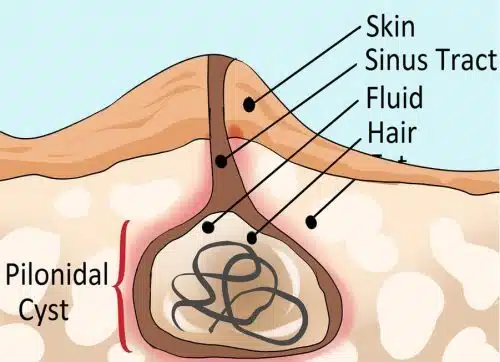 Skin
Sinus Tract
Fluid
Hair
Pilonidal
Cyst